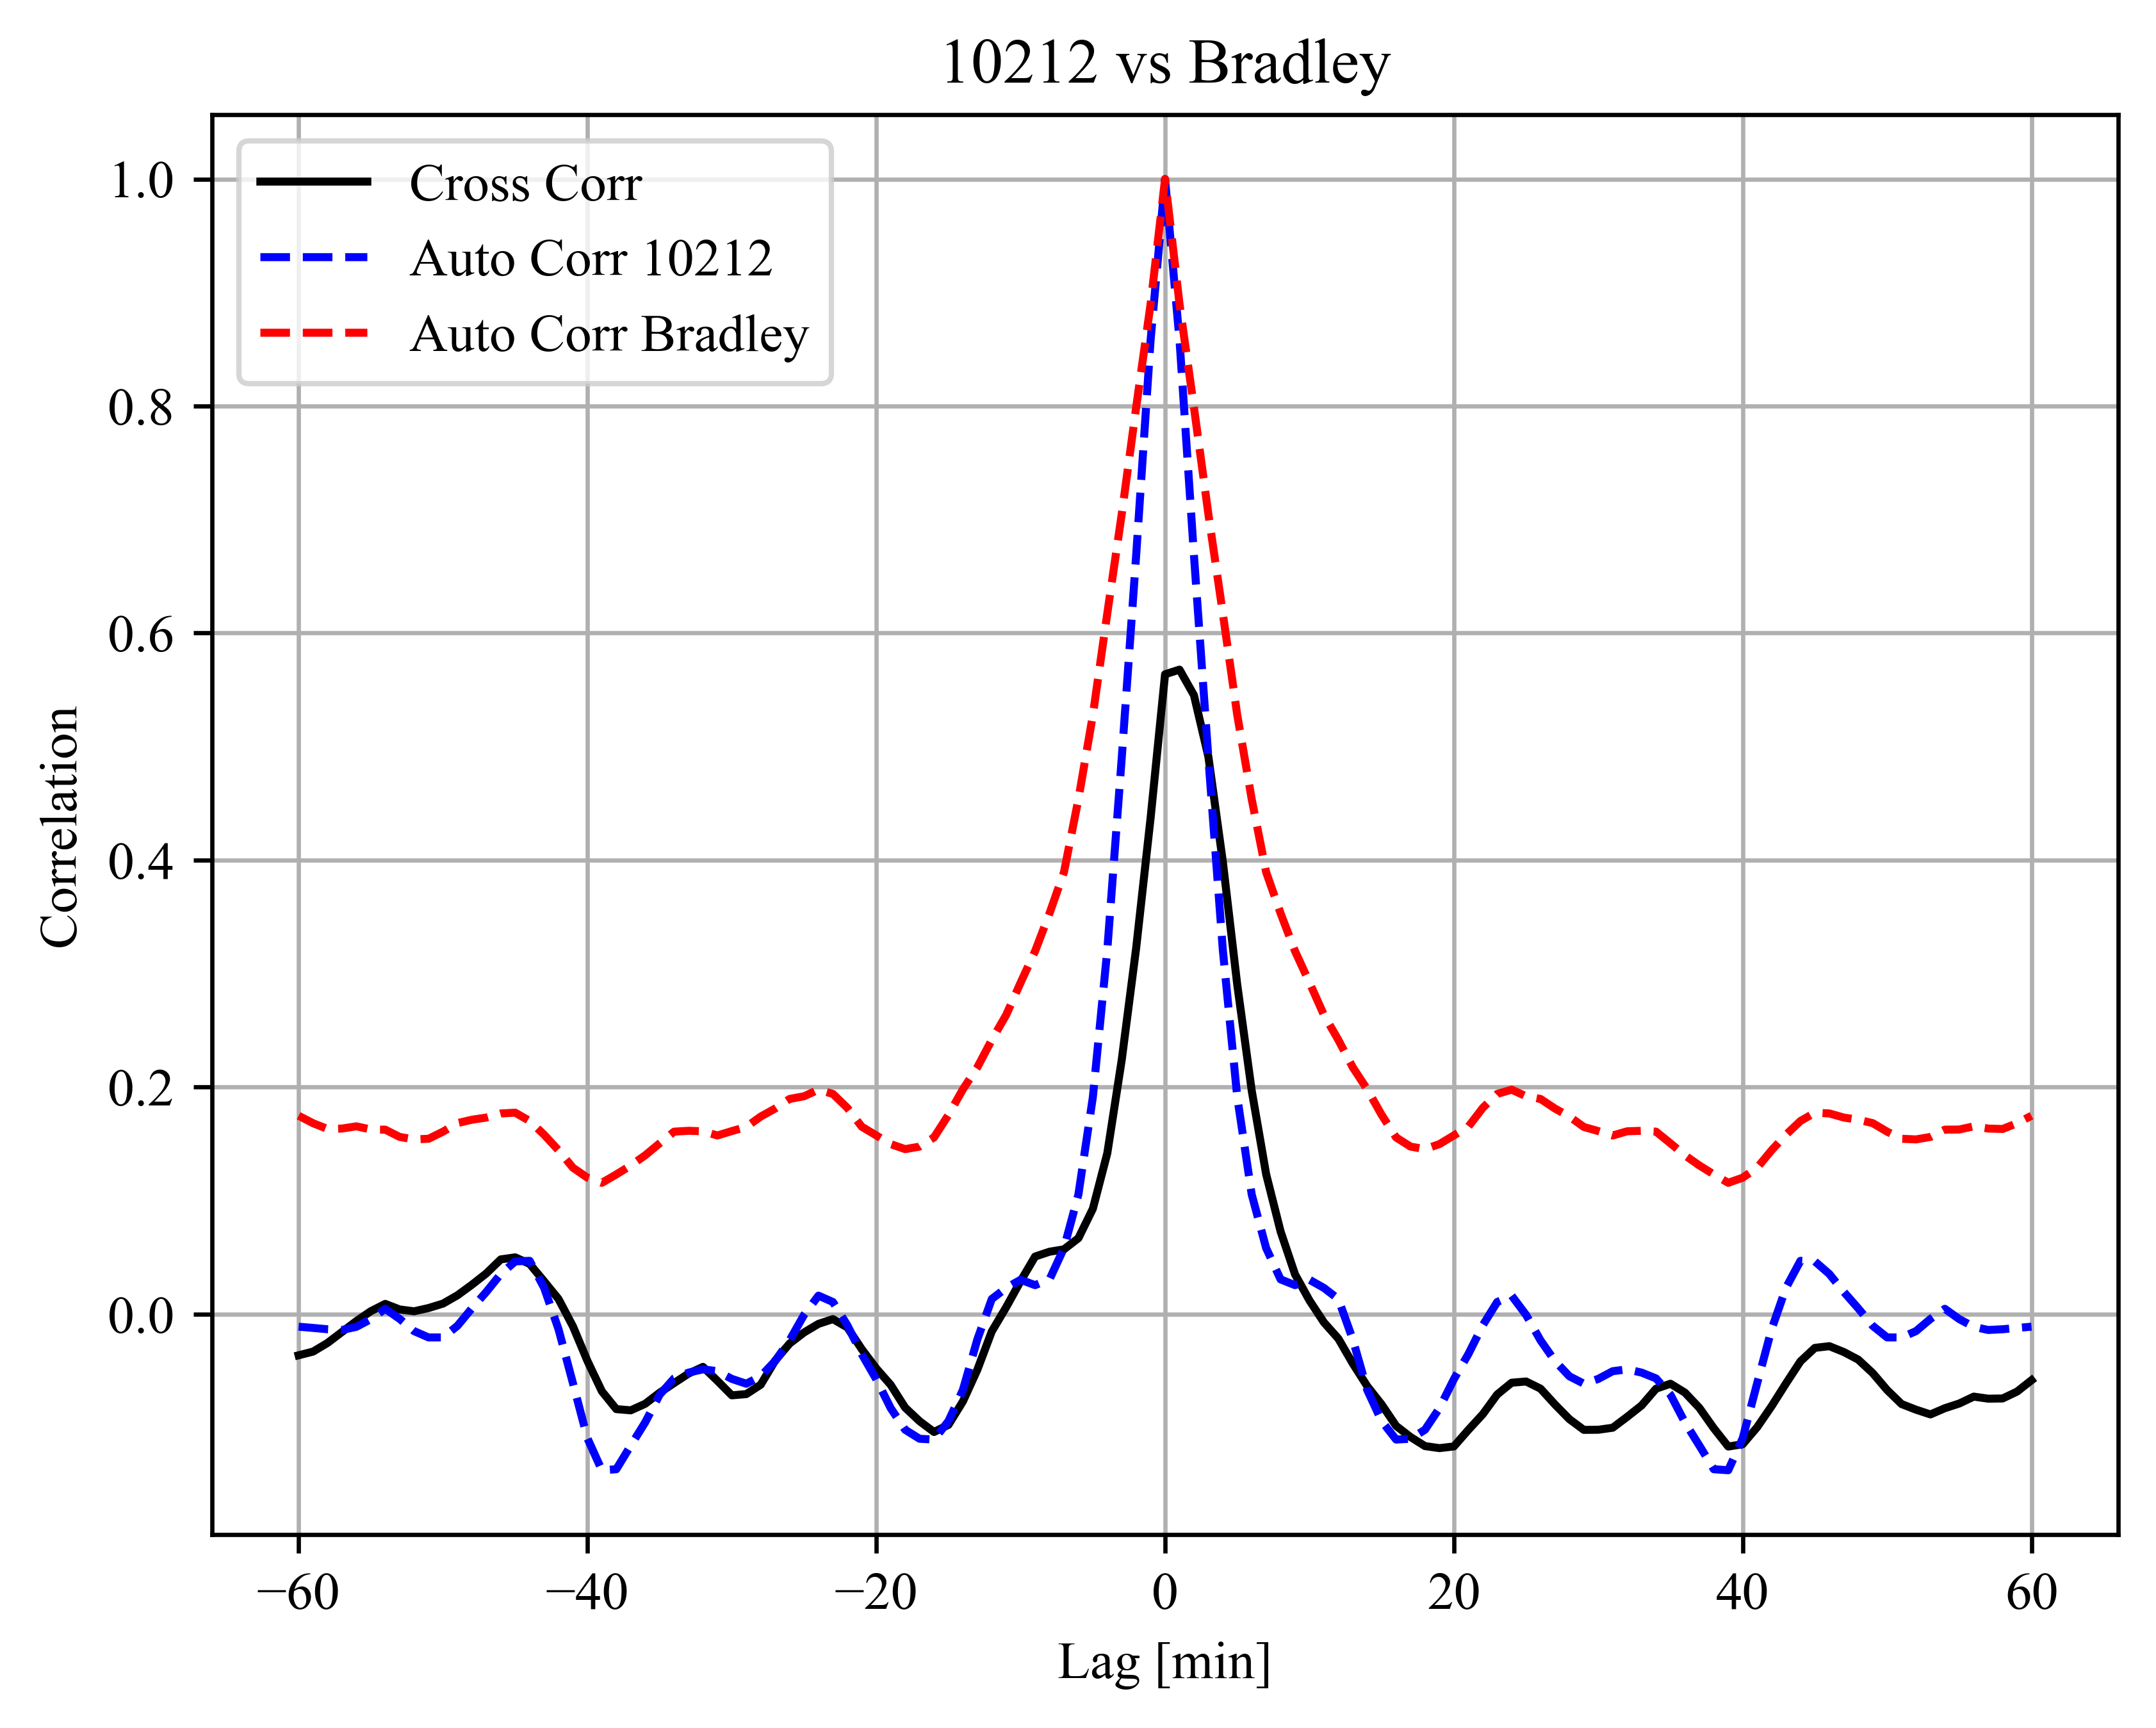 10212 vs Bradley
Cross Corr
Auto Corr 10212
Auto Corr Bradley
1.0
0.8
0.6
0.4
0.2
0.0
Correlation
−60 −40 −20 0 20 40 60
Lag [min]